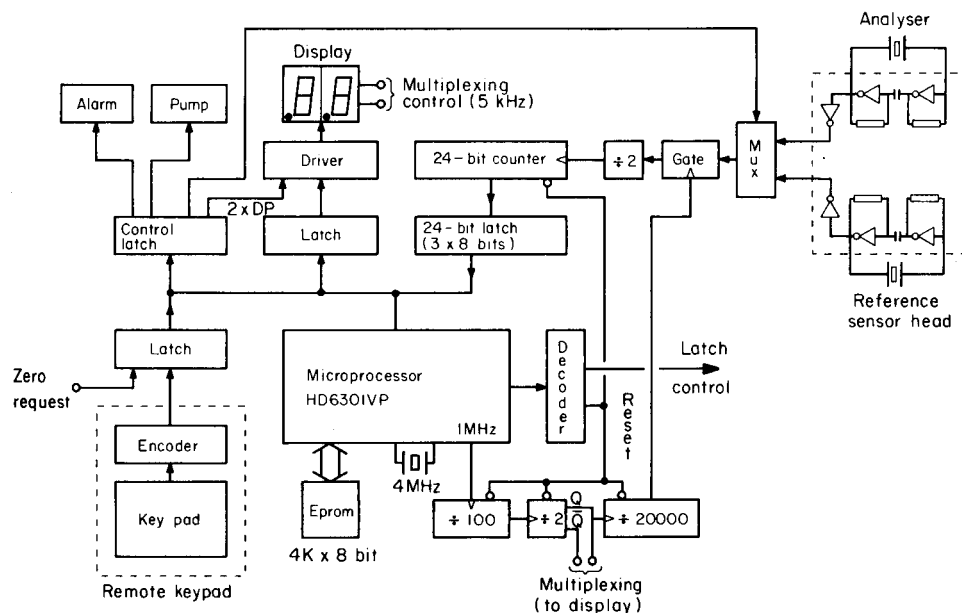 Analyser
Display
Alarm
Pump
Multiplexing
control (5 kHz)
Driver
24-bit counter
÷2
Gate
Mux
2 x DP
Control
latch
Latch
24-bit latch
(3 x 8 bits)
Reference
sensor head
Latch
Zero
request
Microprocessor
HD6301VP
1MHz
Decoder
Latch
control
Reset
Encoder
Key pad
4MHz
Eprom
÷ 100
÷ 2
Q
Q̅
÷ 20000
4K x 8 bit
Remote keypad
Multiplexing
(to display)